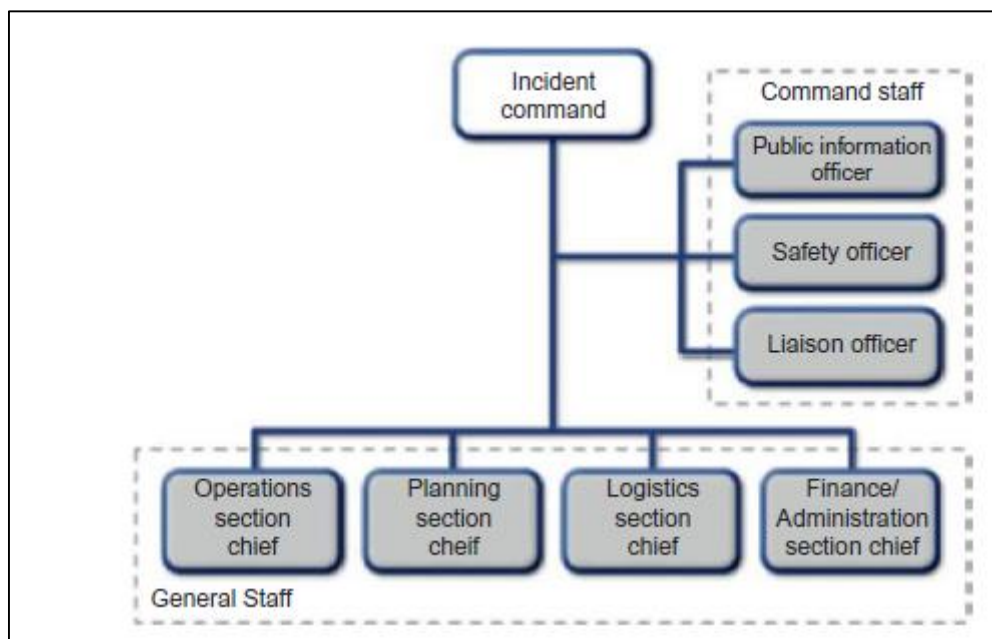 Incident
command
Command staff
Public information
officer
Safety officer
Liaison officer
Operations
section
chief
Planning
section
cheif
Logistics
section
chief
Finance/
Administration
section chief
General Staff